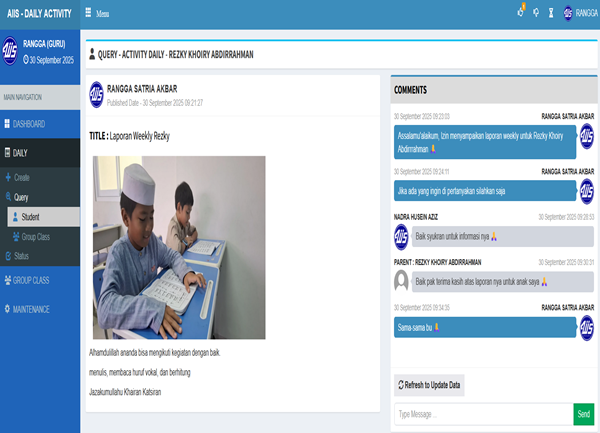 AIIS - DAILY ACTIVITY
Menu
RANGGA
RANGGA (GURU)
30 September 2025
MAIN NAVIGATION
DASHBOARD
DAILY
Create
Query
Student
Group Class
Status
GROUP CLASS
MAINTENANCE
QUERY - ACTIVITY DAILY - REZKY KHOIRY ABDIRRAHMAN
RANGGA SATRIA AKBAR
Published Date - 30 September 2025 09:21:27
TITLE : Laporan Weekly Rezky
Alhamdulillah ananda bisa mengikuti kegiatan dengan baik.
menulis, membaca huruf vokal, dan berhitung
Jazakumullahu Khairan Katsiran
COMMENTS
30 September 2025 09:23:03 RANGGA SATRIA AKBAR
Assalamu'alaikum, Izin menyampaikan laporan weekly untuk Rezky Khoiry
Abdirrahman 🙏
30 September 2025 09:24:11 RANGGA SATRIA AKBAR
Jika ada yang ingin di pertanyakan silahkan saja
NADRA HUSEIN AZIZ 30 September 2025 09:28:53
Baik syukran untuk informasi nya 🙏
PARENT : REZKY KHOIRY ABDIRRAHMAN 30 September 2025 09:30:31
Baik pak terima kasih atas laporan nya untuk anak saya 🙏
30 September 2025 09:34:35 RANGGA SATRIA AKBAR
Sama-sama bu 🙏
Refresh to Update Data
Type Message ...
Send